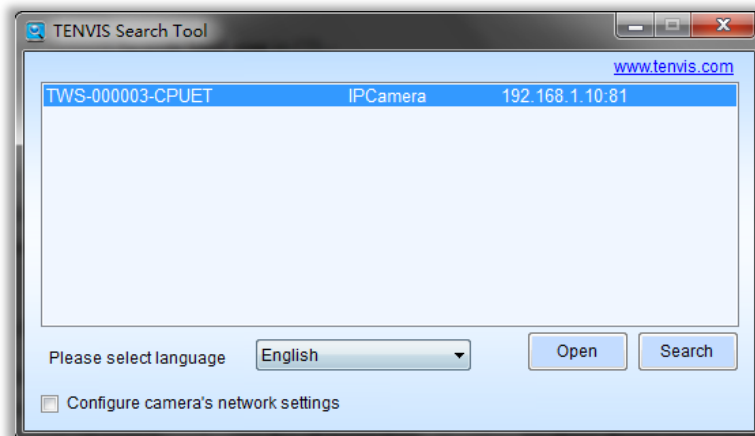 TENVIS Search Tool
www.tenvis.com
TWS-000003-CPUET IPCamera 192.168.1.10:81
Please select language English Open Search
Configure camera's network settings